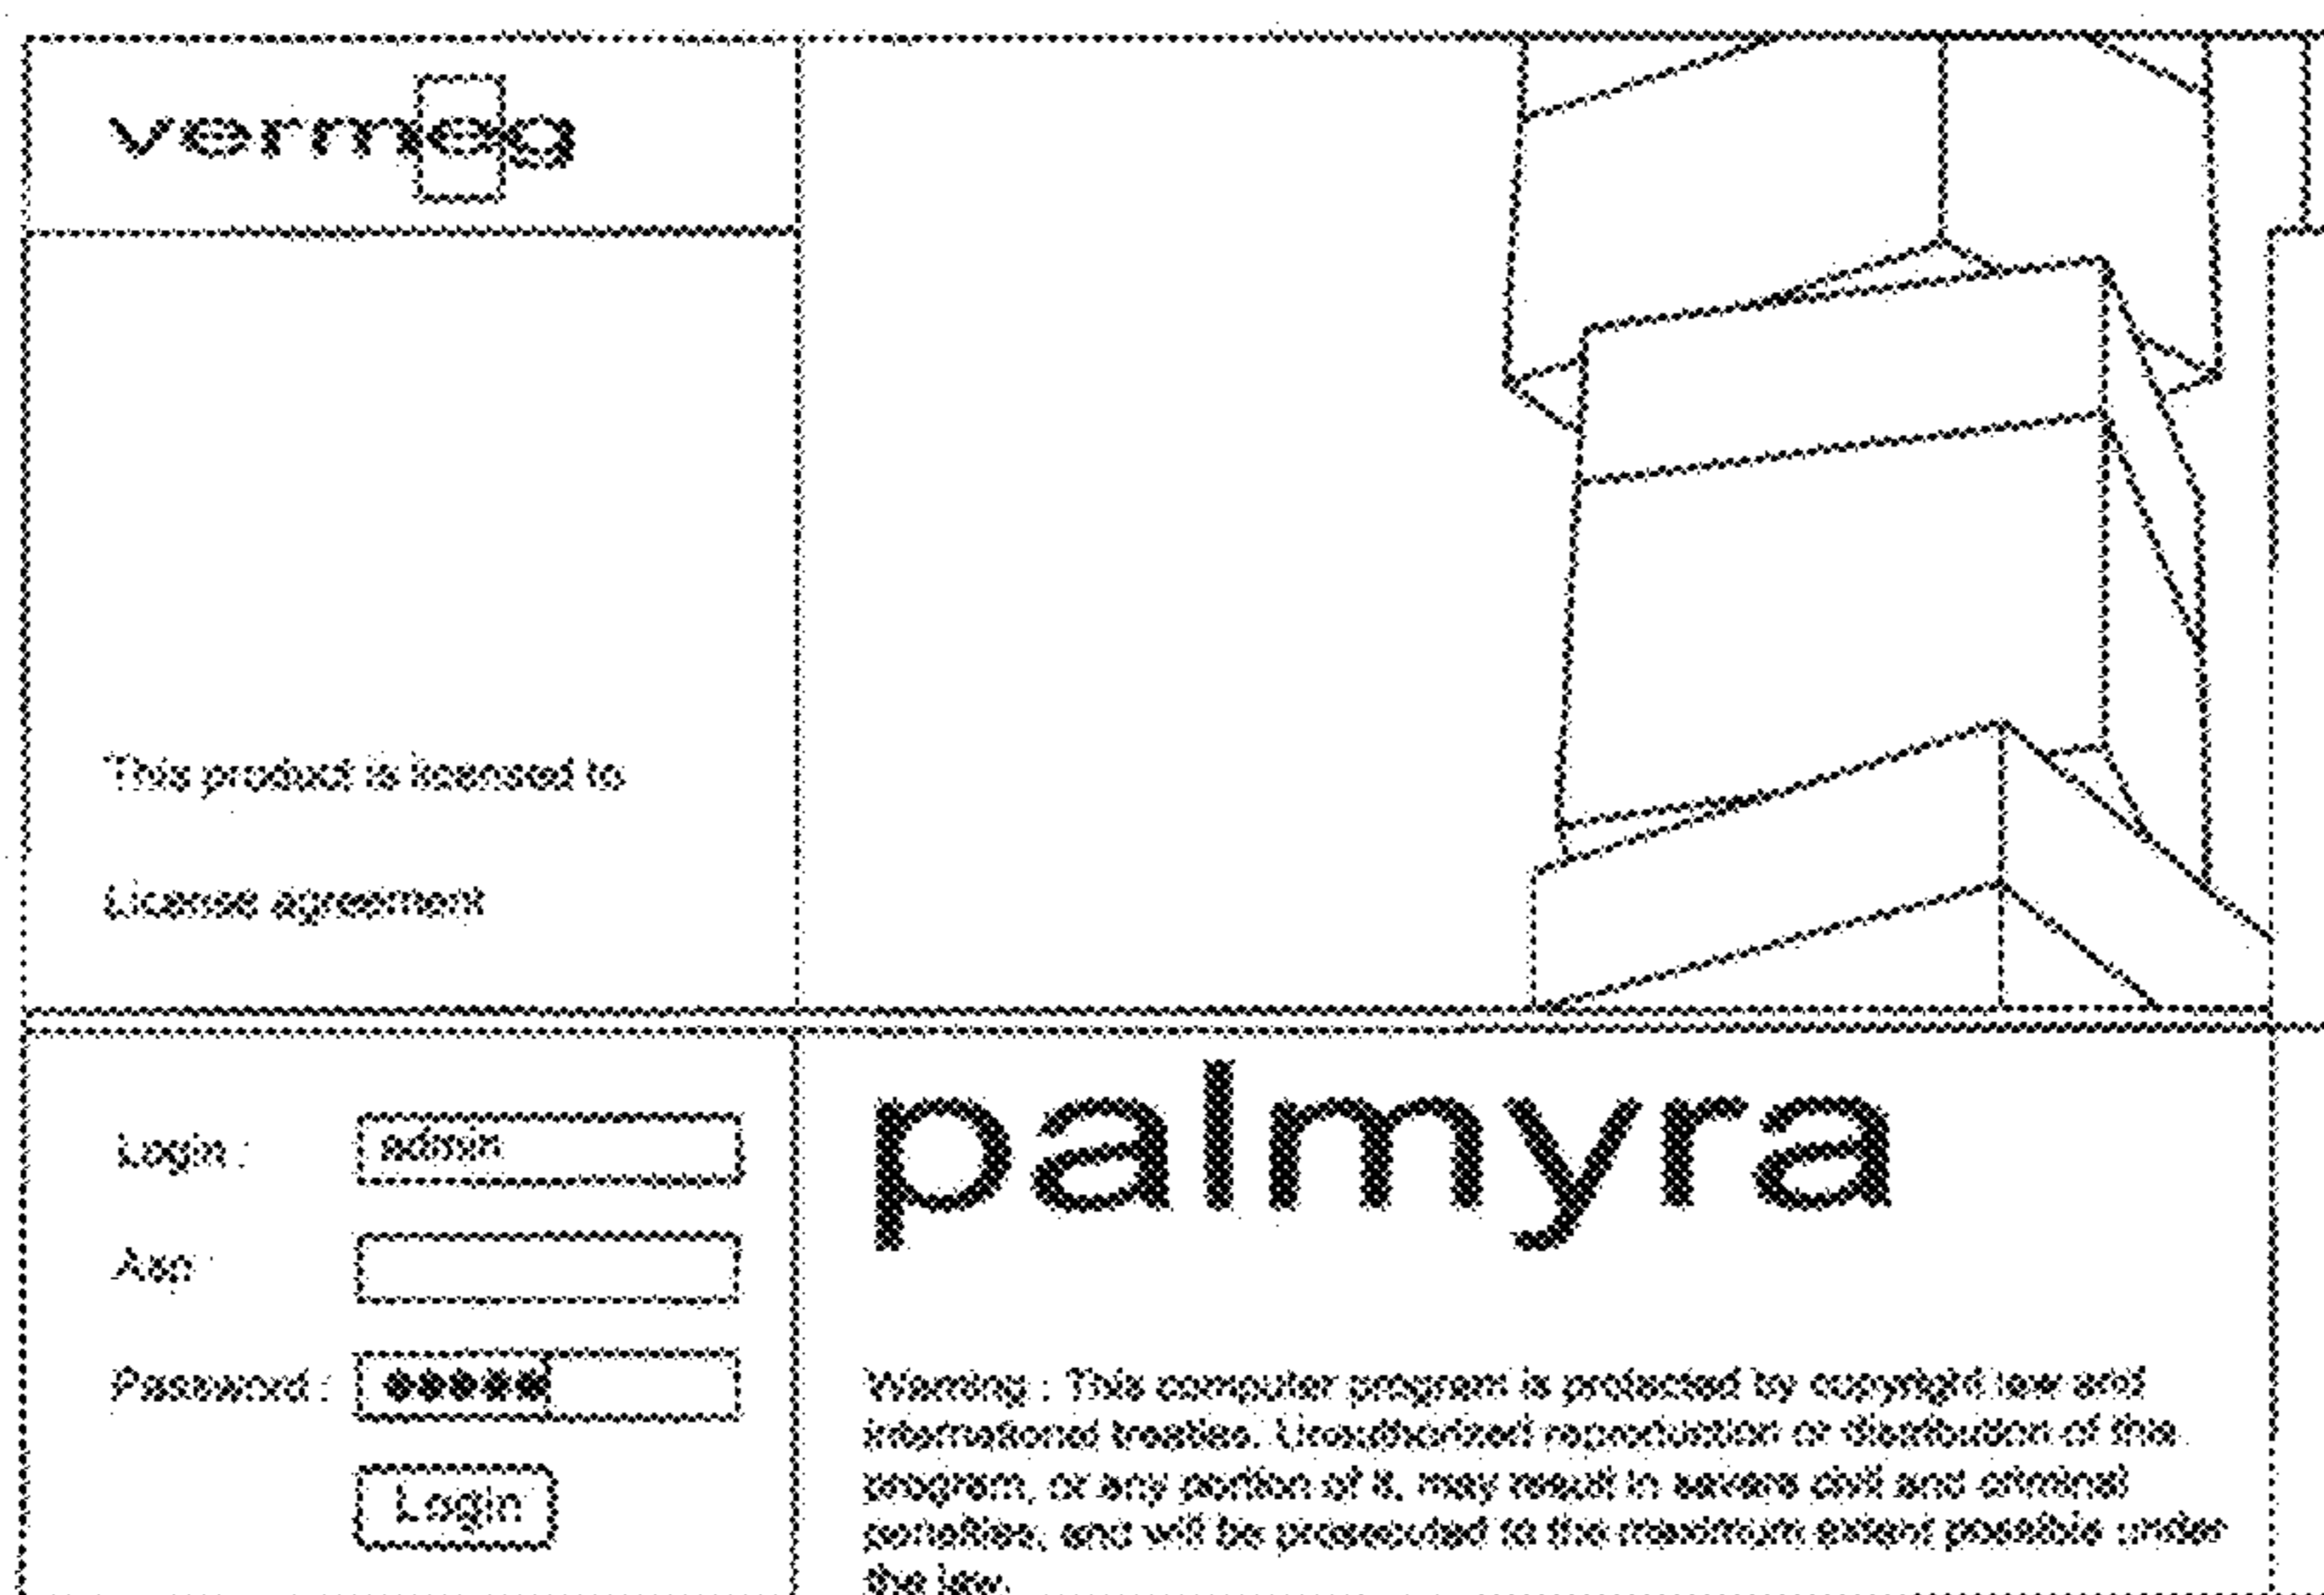 vermeg
This product is licensed to
License agreement
Login :
admin
Asp :
Password :
Login
palmyra
Warning : This computer program is protected by copyright law and
international treaties. Unauthorized reproduction or distribution of this
program, or any portion of it, may result in severe civil and criminal
penalties, and will be prosecuted to the maximum extent possible under
the law.